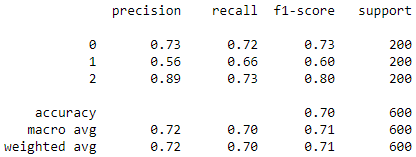 precision recall f1-score support
0 0.73 0.72 0.73 200
1 0.56 0.66 0.60 200
2 0.89 0.73 0.80 200
accuracy 0.70 600
macro avg 0.72 0.70 0.71 600
weighted avg 0.72 0.70 0.71 600